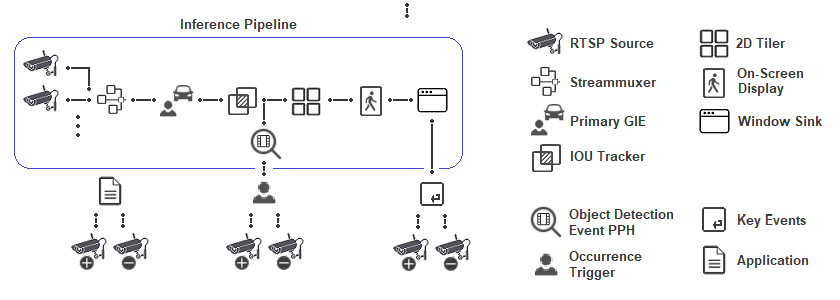 Inference Pipeline
RTSP Source
2D Tiler
Streammuxer
On-Screen
Display
Primary GIE
Window Sink
IOU Tracker
Object Detection
Event PPH
Key Events
Occurrence
Trigger
Application